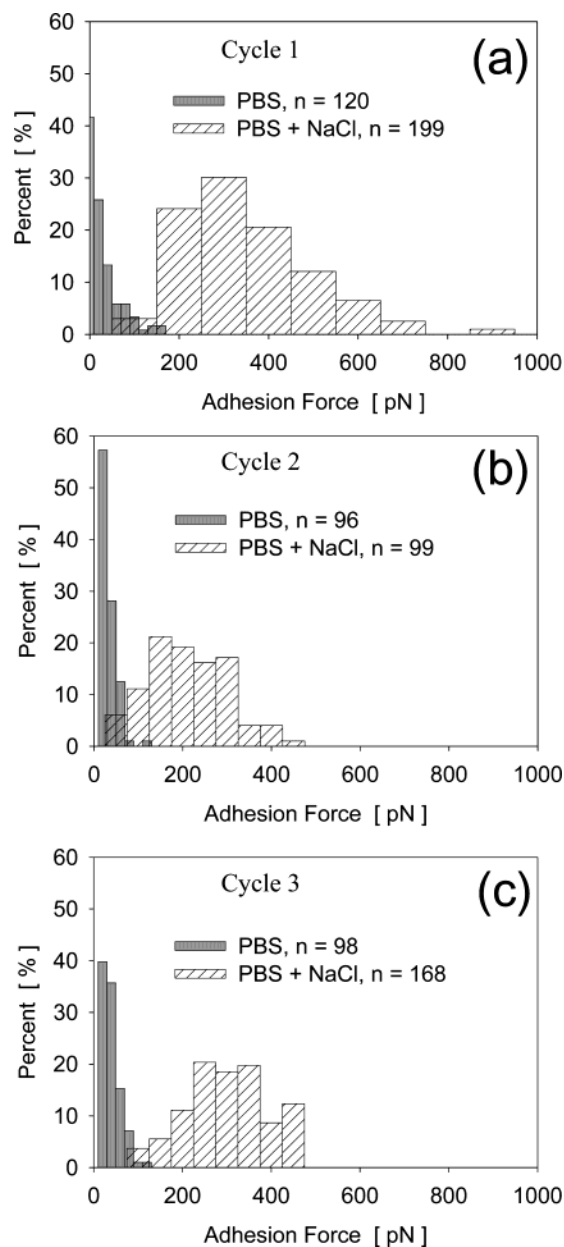 (a)
Cycle 1
PBS, n = 120
PBS + NaCl, n = 199
Percent [ % ]
60
50
40
30
20
10
0
0 200 400 600 800 1000
Adhesion Force [ pN ]
(b)
Cycle 2
PBS, n = 96
PBS + NaCl, n = 99
Percent [ % ]
60
50
40
30
20
10
0
0 200 400 600 800 1000
Adhesion Force [ pN ]
(c)
Cycle 3
PBS, n = 98
PBS + NaCl, n = 168
Percent [ % ]
60
50
40
30
20
10
0
0 200 400 600 800 1000
Adhesion Force [ pN ]